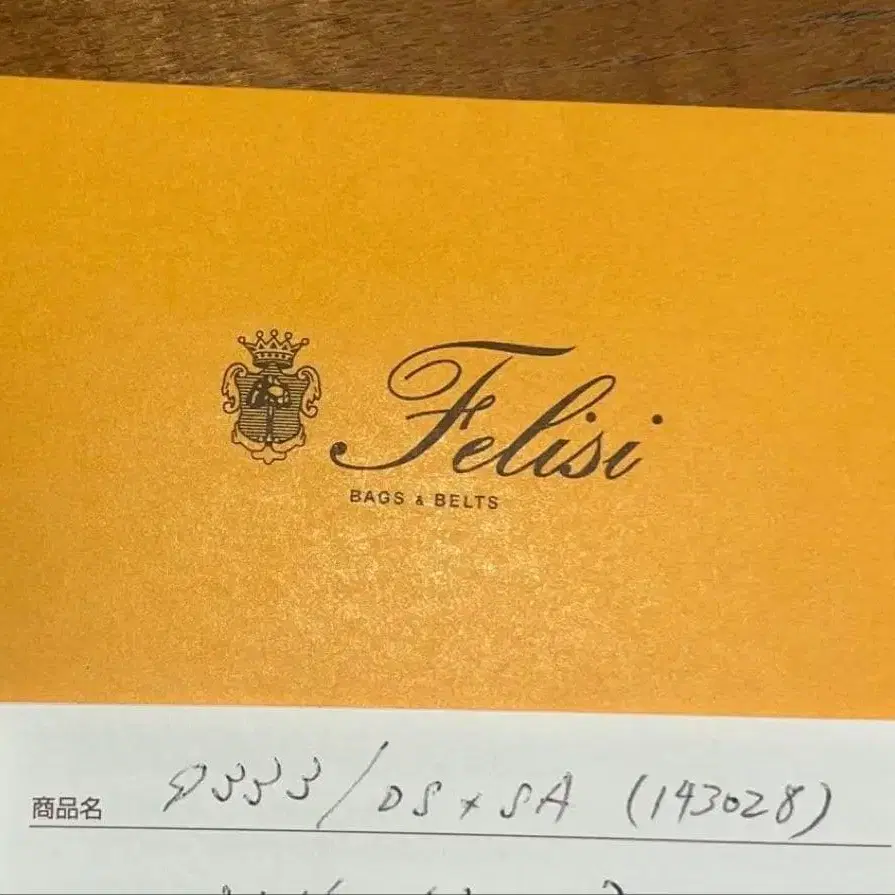 Felisi
BAGS & BELTS
商品名 9333/DS+SA (143028)